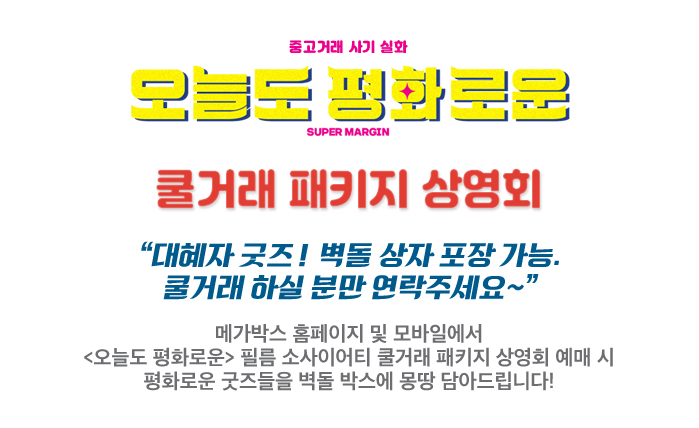 중고거래 사기 실화
오늘도 평화로운
SUPER MARGIN
쿨거래 패키지 상영회
“대혜자 굿즈! 벽돌 상자 포장 가능.
쿨거래 하실 분만 연락주세요~”
메가박스 홈페이지 및 모바일에서
<오늘도 평화로운> 필름 소사이어티 쿨거래 패키지 상영회 예매 시
평화로운 굿즈들을 벽돌 박스에 몽땅 담아드립니다!